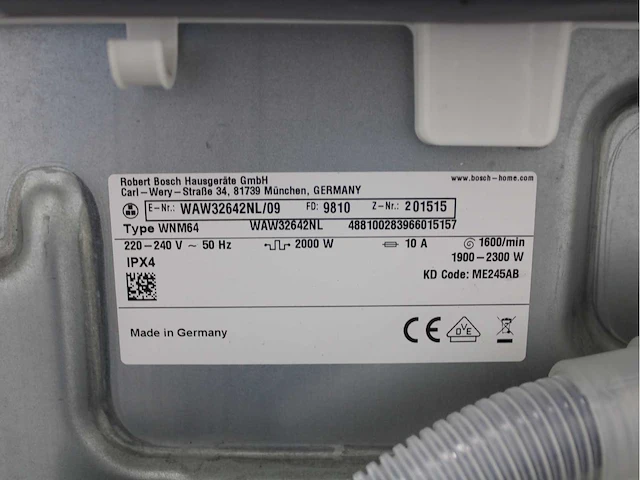 Robert Bosch Hausgeräte GmbH www.bosch-home.com
Carl-Wery-Straße 34, 81739 München, GERMANY
E-Nr.: WAW32642NL/09 FD: 9810 Z-Nr.: 201515
Type WNM64 WAW32642NL 488100283966015157
220-240 V ~ 50 Hz 2000 W 10 A 1600/min
1900-2300 W
IPX4
KD Code: ME245AB
Made in Germany CE VDE